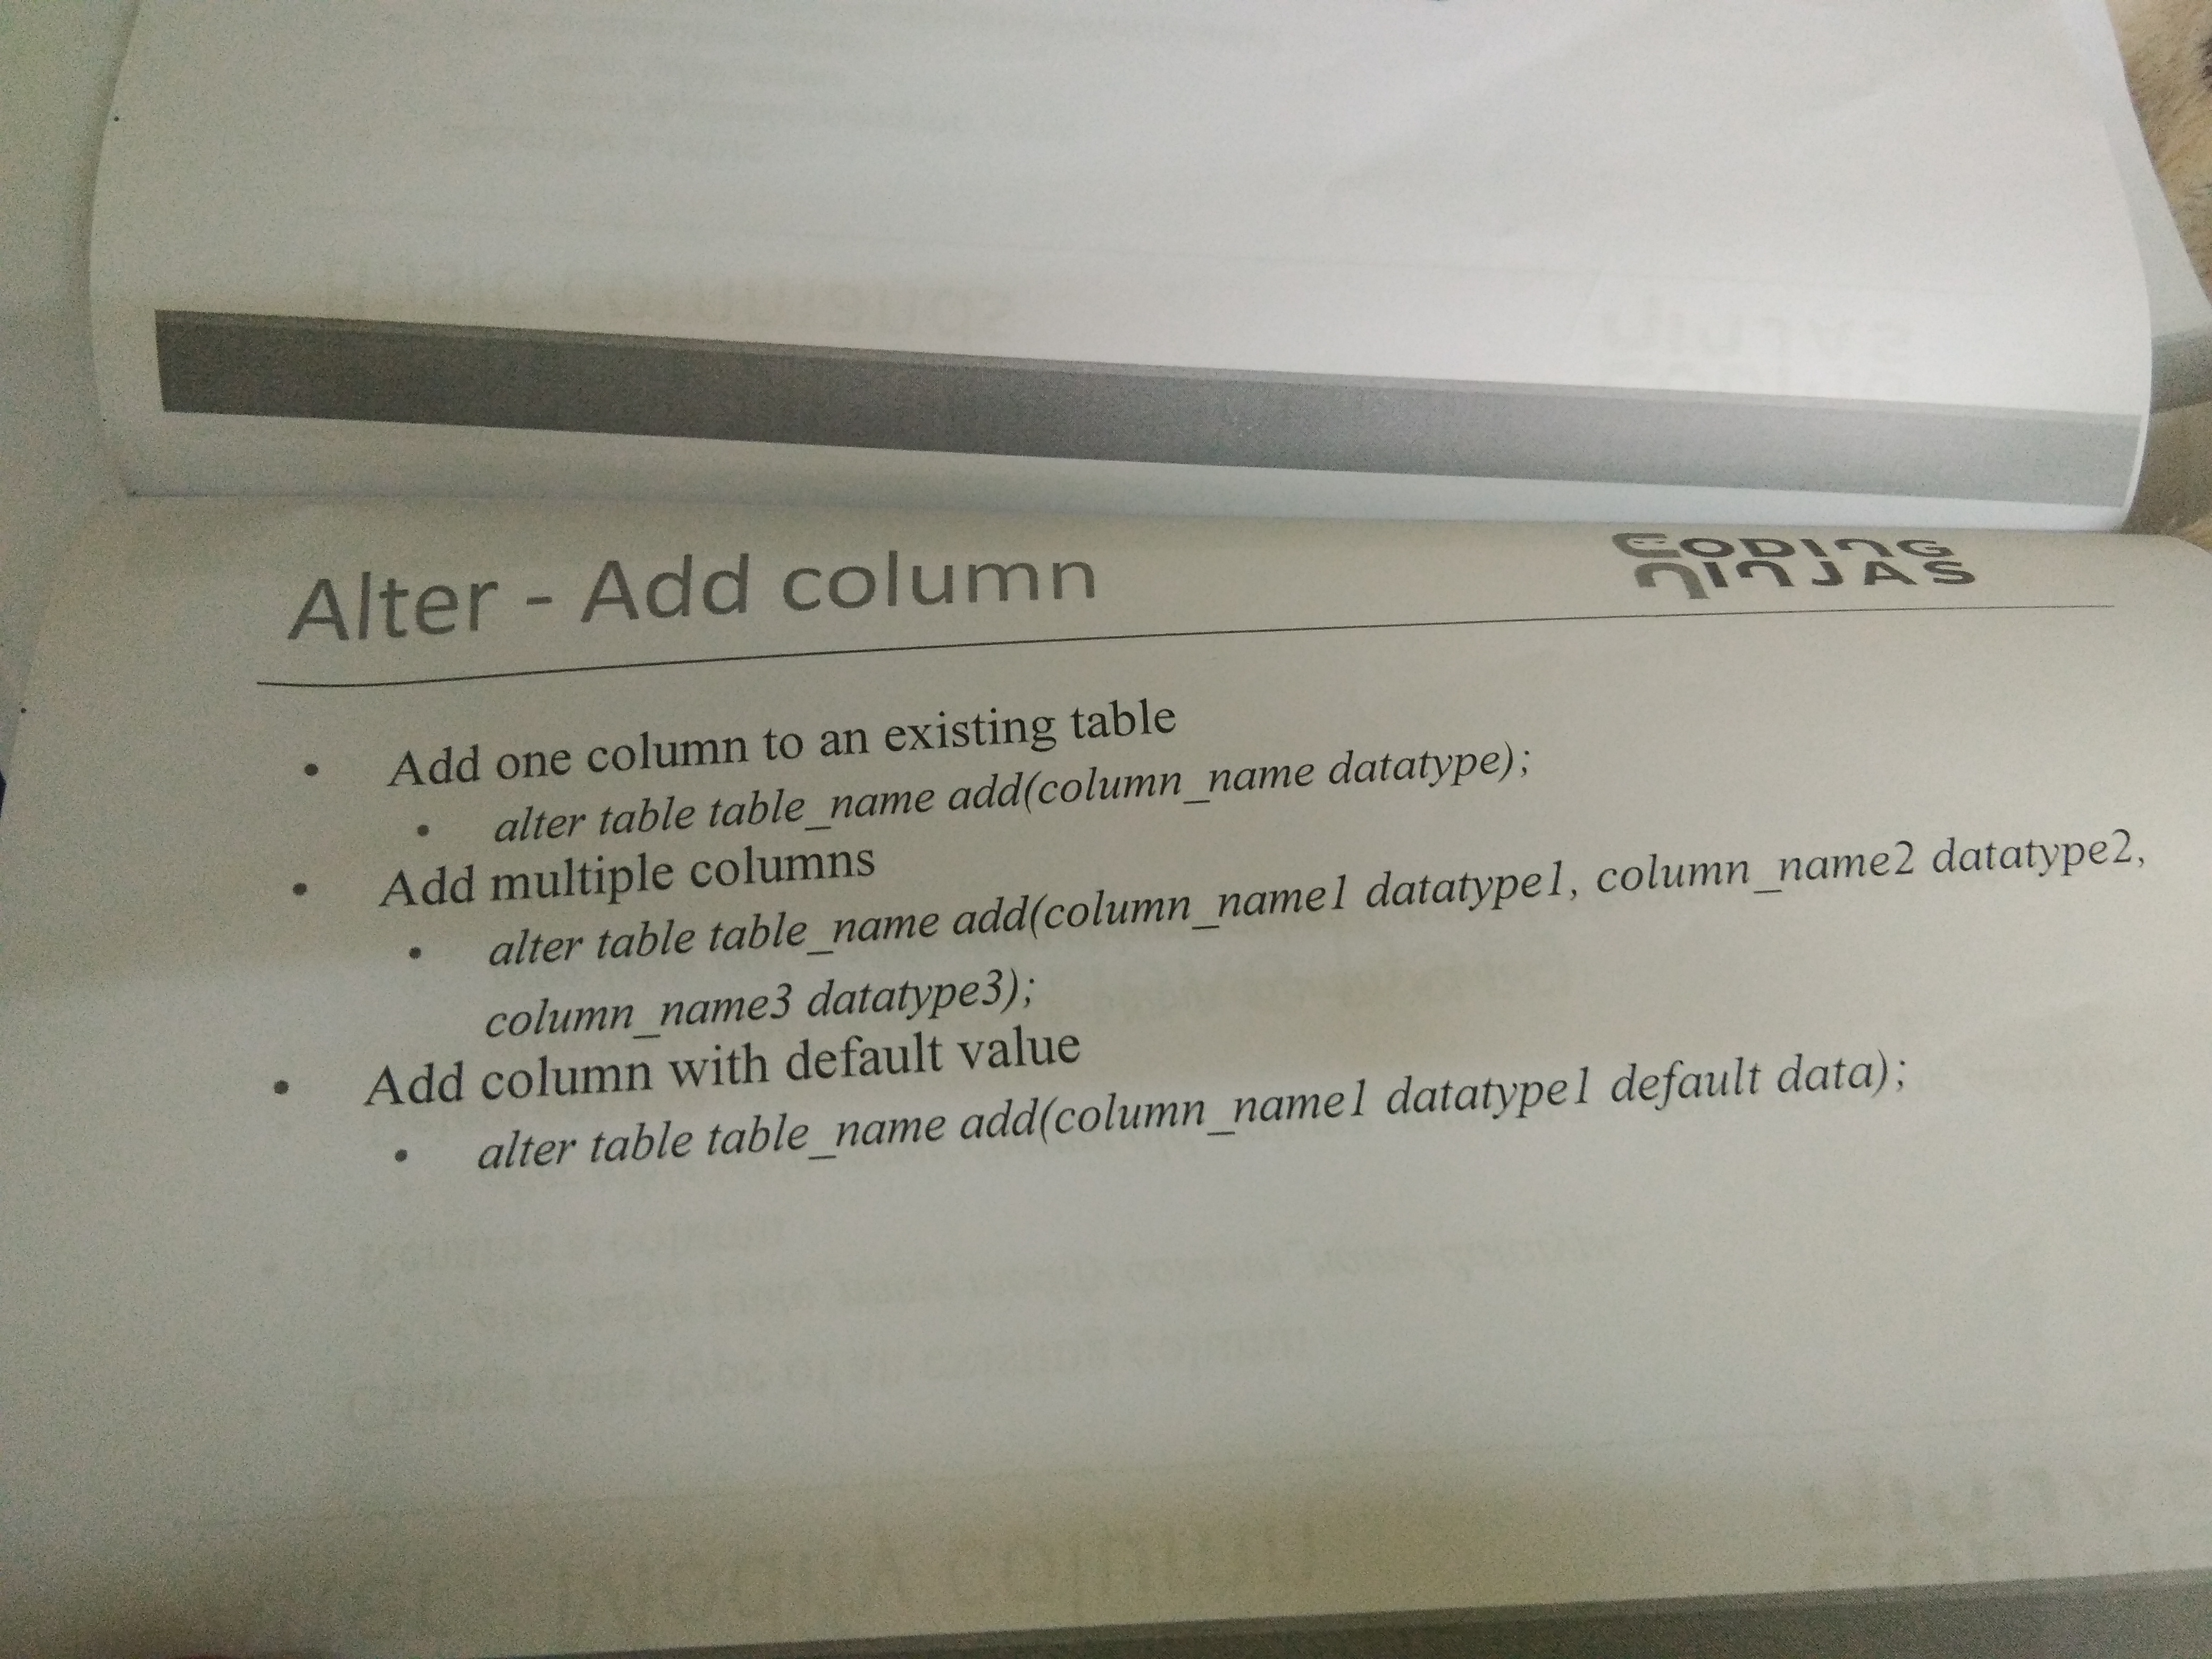 Alter - Add column
CODING
NINJAS
• Add one column to an existing table
• alter table table_name add(column_name datatype);
• Add multiple columns
• alter table table_name add(column_name1 datatype1, column_name2 datatype2,
column_name3 datatype3);
• Add column with default value
• alter table table_name add(column_name1 datatype1 default data);